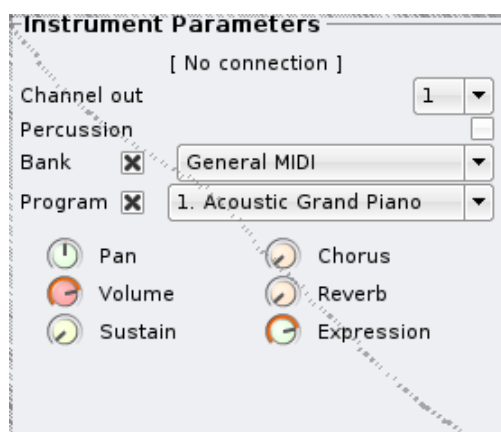 Instrument Parameters
[ No connection ]
Channel out 1
Percussion
Bank General MIDI
Program 1. Acoustic Grand Piano
Pan Chorus
Volume Reverb
Sustain Expression